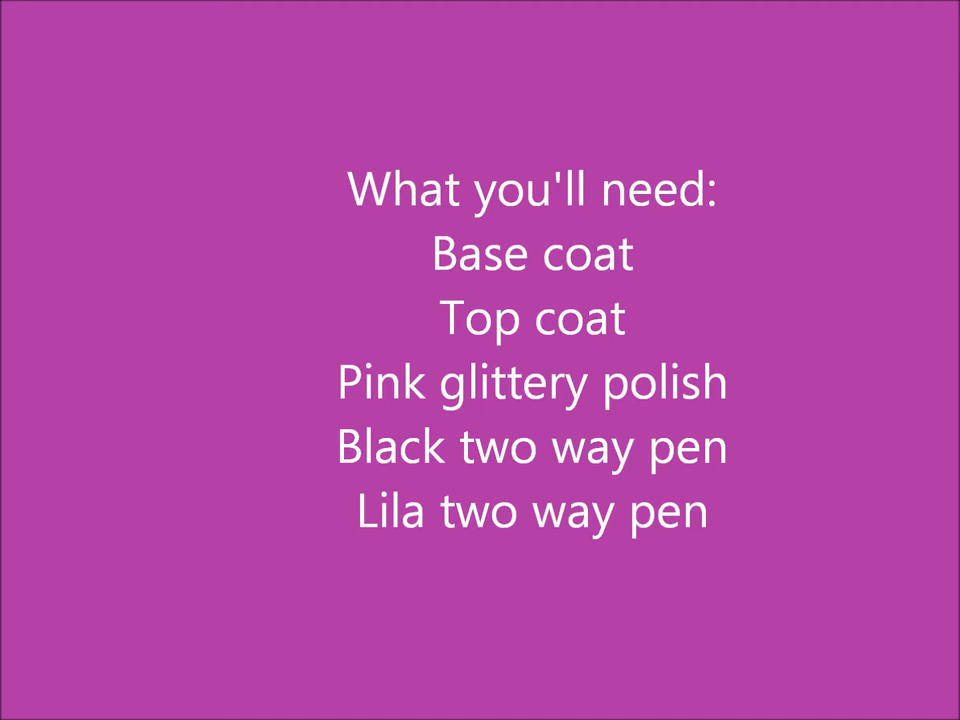 What you'll need:
Base coat
Top coat
Pink glittery polish
Black two way pen
Lila two way pen